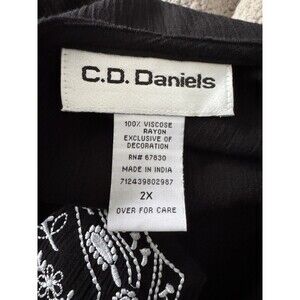 C.D. Daniels
100% VISCOSE
RAYON
EXCLUSIVE OF
DECORATION
RN# 67830
MADE IN INDIA
712439802987
2X
OVER FOR CARE